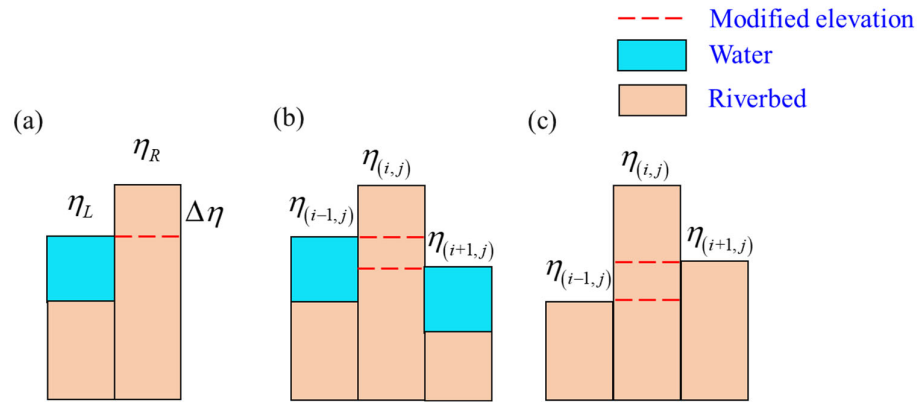 Modified elevation
Water
Riverbed
(a)
(b)
(c)
η_R
η_L
Δη
η_(i,j)
η_(i−1,j)
η_(i+1,j)
η_(i,j)
η_(i−1,j)
η_(i+1,j)